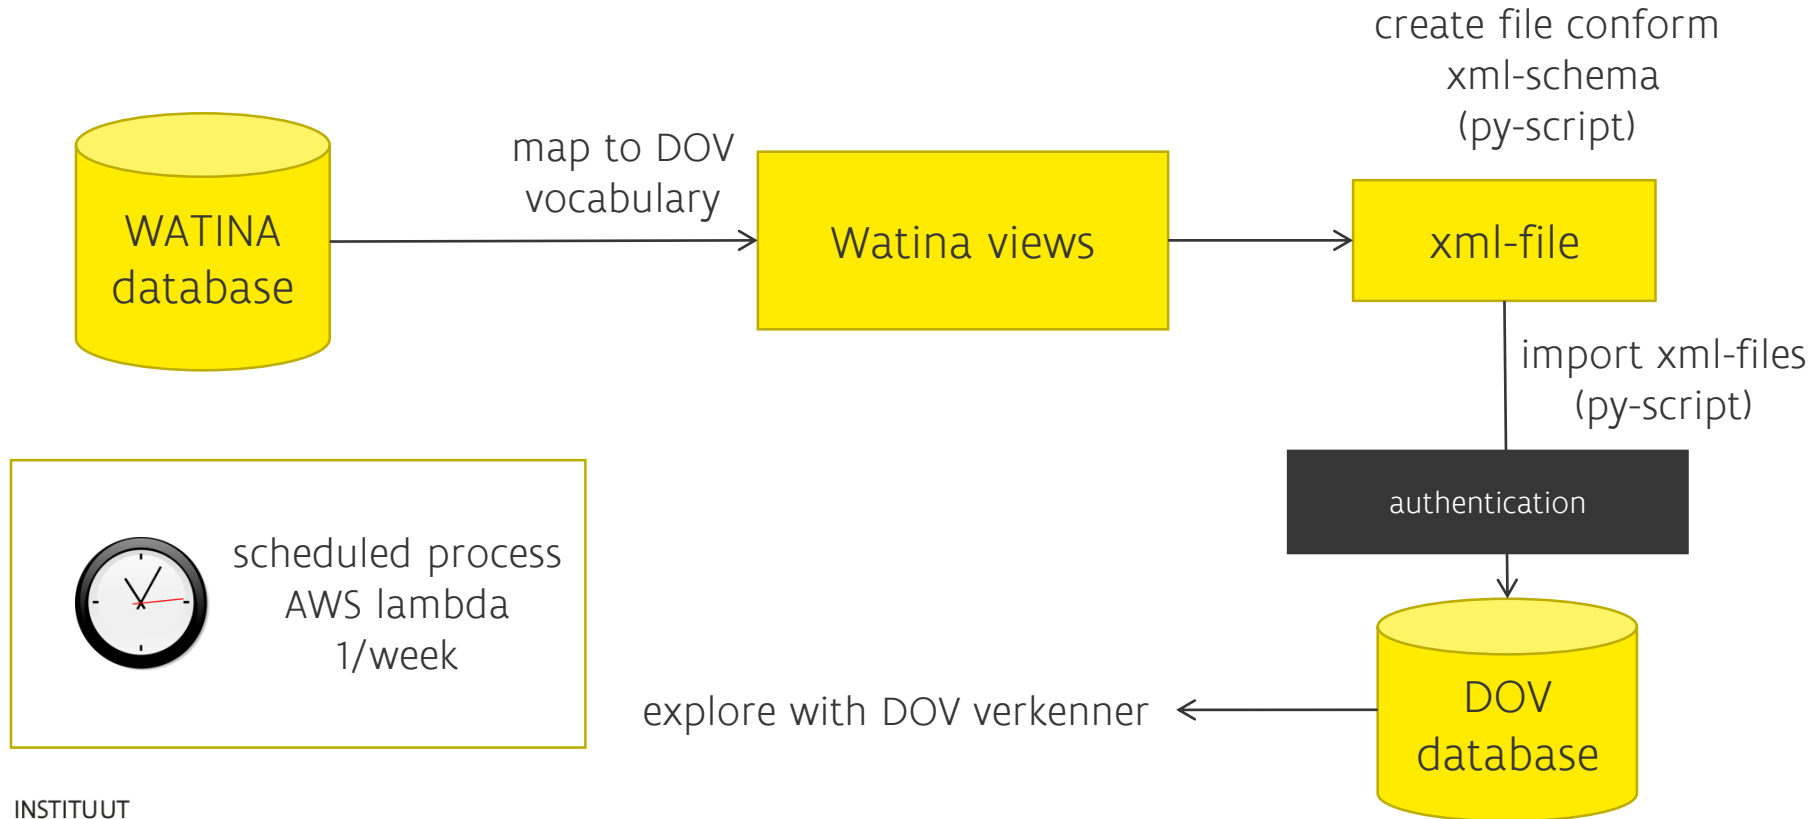 create file conform
xml-schema
(py-script)
map to DOV
vocabulary
WATINA
database
Watina views
xml-file
import xml-files
(py-script)
authentication
scheduled process
AWS lambda
1/week
explore with DOV verkenner
DOV
database
INSTITUUT